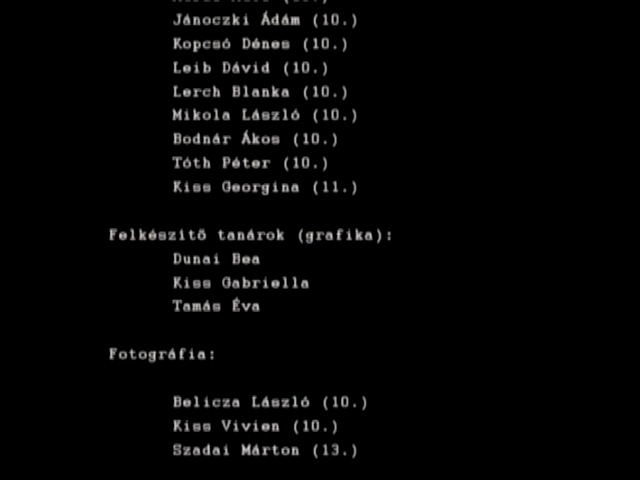 Jánoczki Ádám (10.)
Kopcsó Dénes (10.)
Leib Dávid (10.)
Lerch Blanka (10.)
Mikola László (10.)
Bodnár Ákos (10.)
Tóth Péter (10.)
Kiss Georgina (11.)
Felkészítő tanárok (grafika):
Dunai Bea
Kiss Gabriella
Tamás Éva
Fotográfia:
Belicza László (10.)
Kiss Vivien (10.)
Szadai Márton (13.)